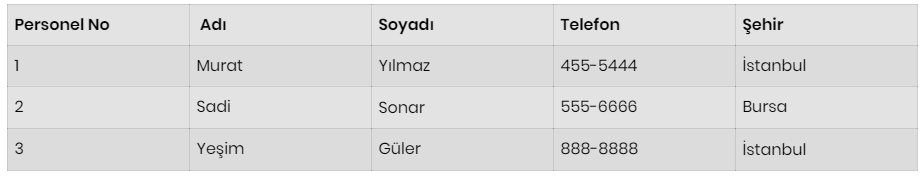 Personel No Adı Soyadı Telefon Şehir
1 Murat Yılmaz 455-5444 İstanbul
2 Sadi Sonar 555-6666 Bursa
3 Yeşim Güler 888-8888 İstanbul